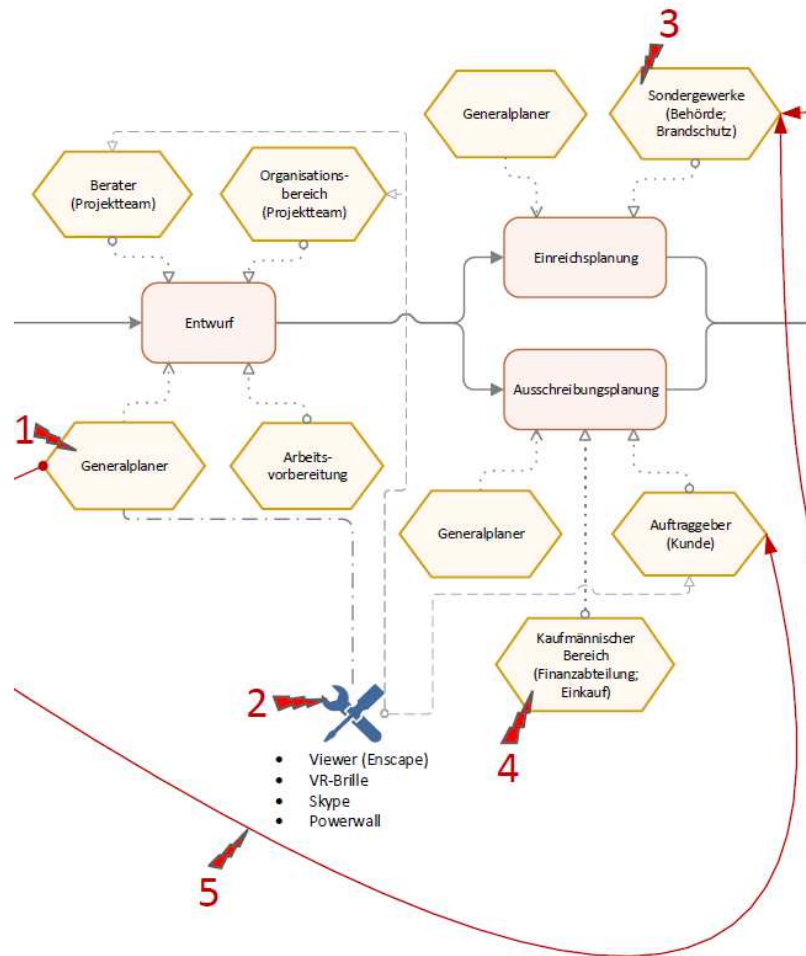 3
Generalplaner
Sondergewerke
(Behörde;
Brandschutz)
Berater
(Projektteam)
Organisations-
bereich
(Projektteam)
Einreichsplanung
Entwurf
Ausschreibungsplanung
1
Generalplaner
Arbeits-
vorbereitung
Generalplaner
Auftraggeber
(Kunde)
Kaufmännischer
Bereich
(Finanzabteilung;
Einkauf)
2
4
• Viewer (Enscape)
• VR-Brille
• Skype
• Powerwall
5